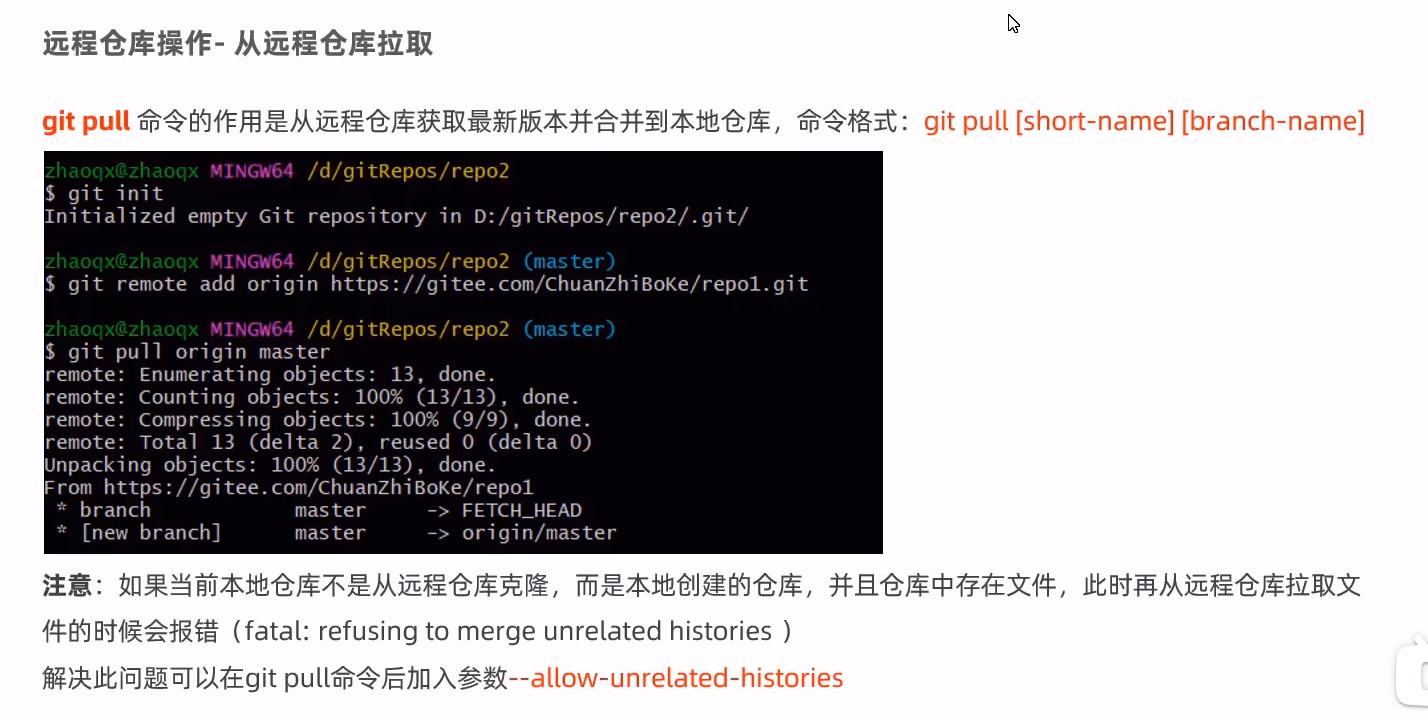 远程仓库操作- 从远程仓库拉取
git pull 命令的作用是从远程仓库获取最新版本并合并到本地仓库，命令格式：git pull [short-name] [branch-name]
zhaoqx@zhaoqx MINGW64 /d/gitRepos/repo2
$ git init
Initialized empty Git repository in D:/gitRepos/repo2/.git/
zhaoqx@zhaoqx MINGW64 /d/gitRepos/repo2 (master)
$ git remote add origin https://gitee.com/ChuanZhiBoKe/repo1.git
zhaoqx@zhaoqx MINGW64 /d/gitRepos/repo2 (master)
$ git pull origin master
remote: Enumerating objects: 13, done.
remote: Counting objects: 100% (13/13), done.
remote: Compressing objects: 100% (9/9), done.
remote: Total 13 (delta 2), reused 0 (delta 0)
Unpacking objects: 100% (13/13), done.
From https://gitee.com/ChuanZhiBoKe/repo1
 * branch            master     -> FETCH_HEAD
 * [new branch]      master     -> origin/master
注意：如果当前本地仓库不是从远程仓库克隆，而是本地创建的仓库，并且仓库中存在文件，此时再从远程仓库拉取文
件的时候会报错（fatal: refusing to merge unrelated histories ）
解决此问题可以在git pull命令后加入参数--allow-unrelated-histories